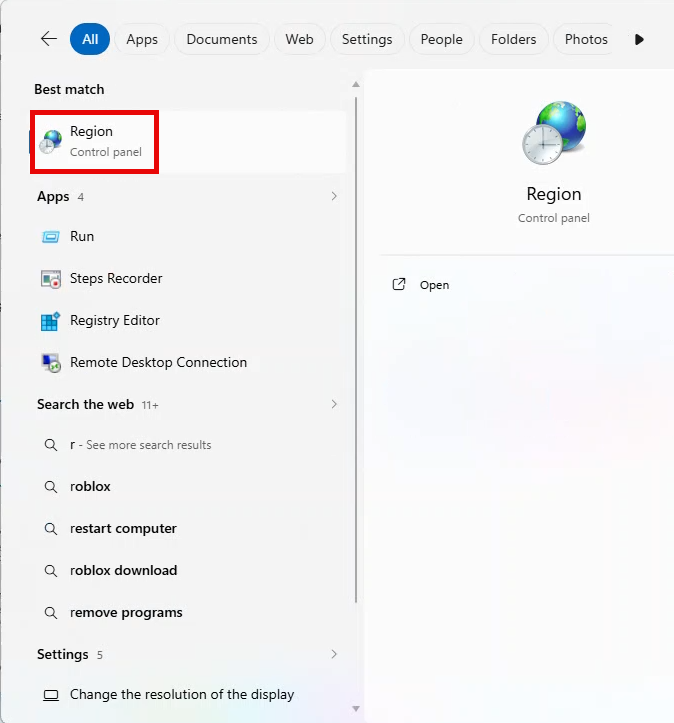 All Apps Documents Web Settings People Folders Photos
Best match
Region
Control panel
Apps 4
Run
Steps Recorder
Registry Editor
Remote Desktop Connection
Search the web 11+
r - See more search results
roblox
restart computer
roblox download
remove programs
Settings 5
Change the resolution of the display
Region
Control panel
Open